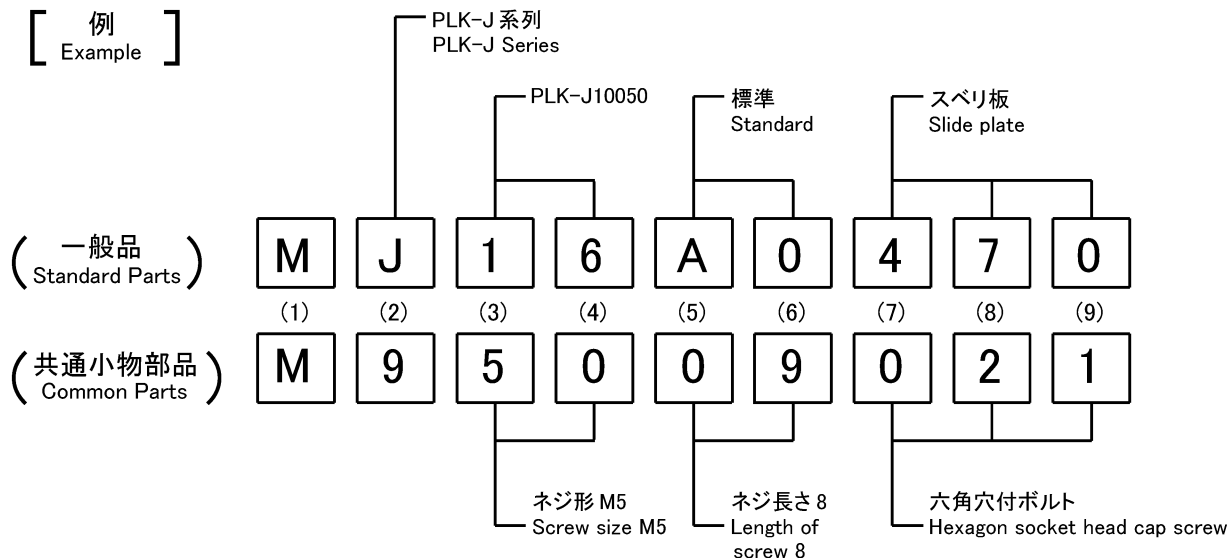 例
Example
PLK-J 系列
PLK-J Series
PLK-J10050
標準
Standard
スベリ板
Slide plate
一般品
Standard Parts
M J 1 6 A 0 4 7 0
(1) (2) (3) (4) (5) (6) (7) (8) (9)
共通小物部品
Common Parts
M 9 5 0 0 9 0 2 1
ネジ形 M5
Screw size M5
ネジ長さ 8
Length of
screw 8
六角穴付ボルト
Hexagon socket head cap screw